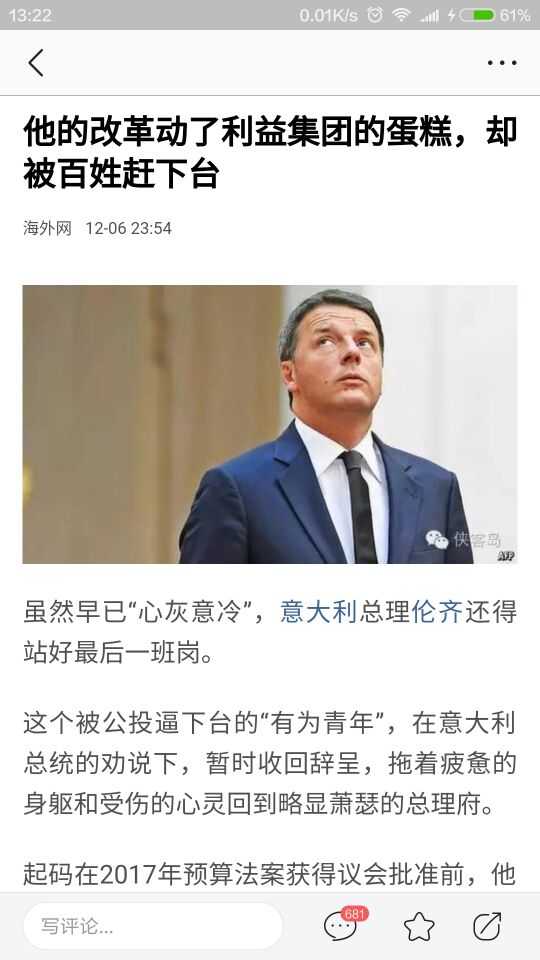 13:22
0.01K/s
61%
他的改革动了利益集团的蛋糕，却
被百姓赶下台
海外网 12-06 23:54
侠客岛
AFP
虽然早已“心灰意冷”，意大利总理伦齐还得
站好最后一班岗。
这个被公投逼下台的“有为青年”，在意大利
总统的劝说下，暂时收回辞呈，拖着疲惫的
身躯和受伤的心灵回到略显萧瑟的总理府。
起码在2017年预算法案获得议会批准前，他
写评论...
681